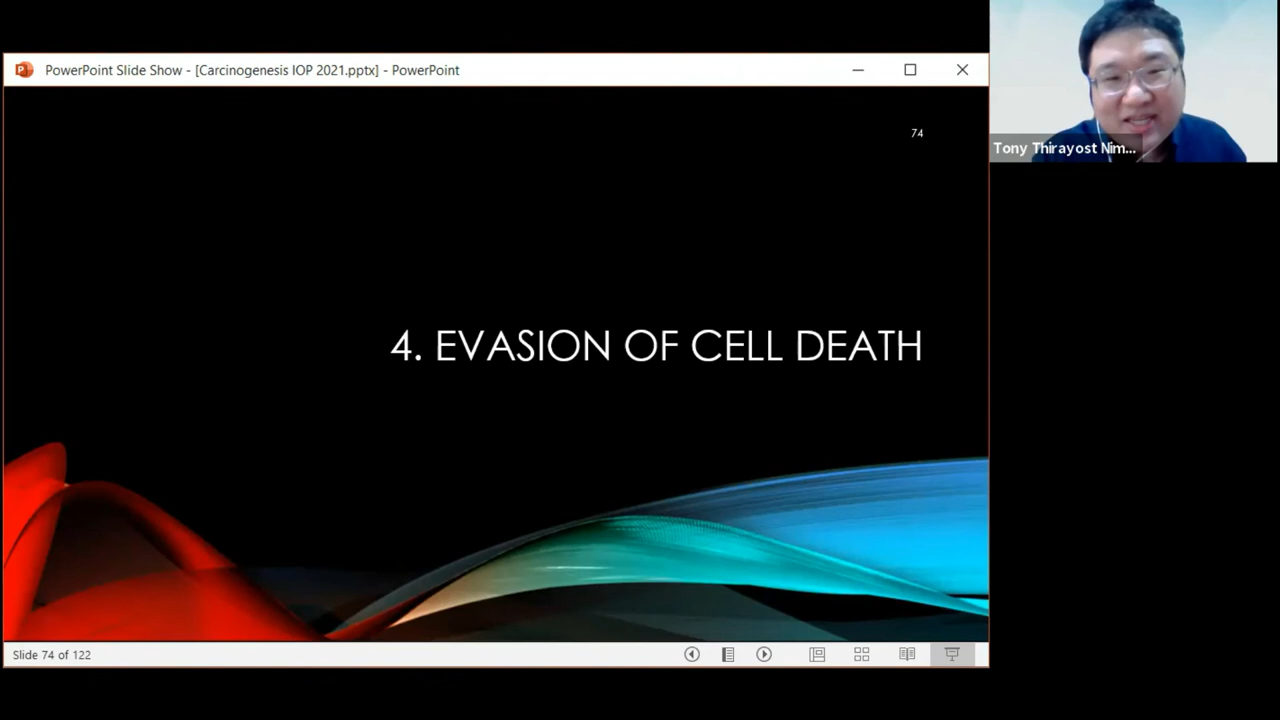 PowerPoint Slide Show - [Carcinogenesis IOP 2021.pptx] - PowerPoint
74
Tony Thirayost Nim...
4. EVASION OF CELL DEATH
Slide 74 of 122